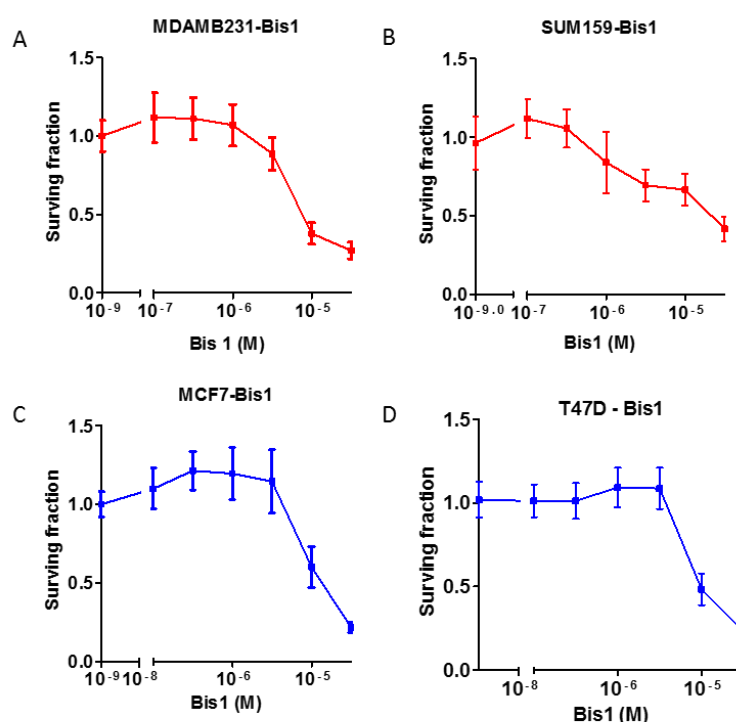 A
MDAMB231-Bis1
Surving fraction
1.5
1.0
0.5
0.0
10-9 10-7 10-6 10-5
Bis 1 (M)
B
SUM159-Bis1
Surving fraction
1.5
1.0
0.5
0.0
10-9.0 10-7 10-6 10-5
Bis1 (M)
C
MCF7-Bis1
Surving fraction
1.5
1.0
0.5
0.0
10-9 10-8 10-6 10-5
Bis1 (M)
D
T47D - Bis1
Surving fraction
1.5
1.0
0.5
0.0
10-8 10-6 10-5
Bis1 (M)